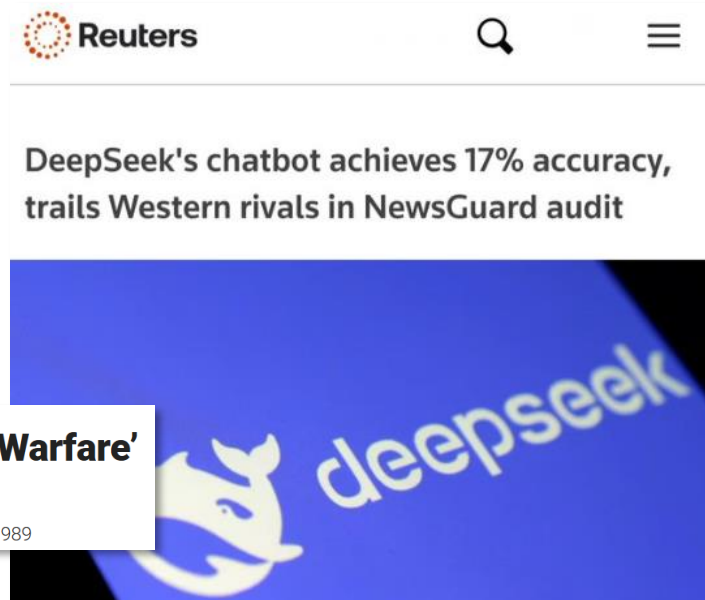 Reuters
DeepSeek's chatbot achieves 17% accuracy,
trails Western rivals in NewsGuard audit
Warfare’
989
deepseek